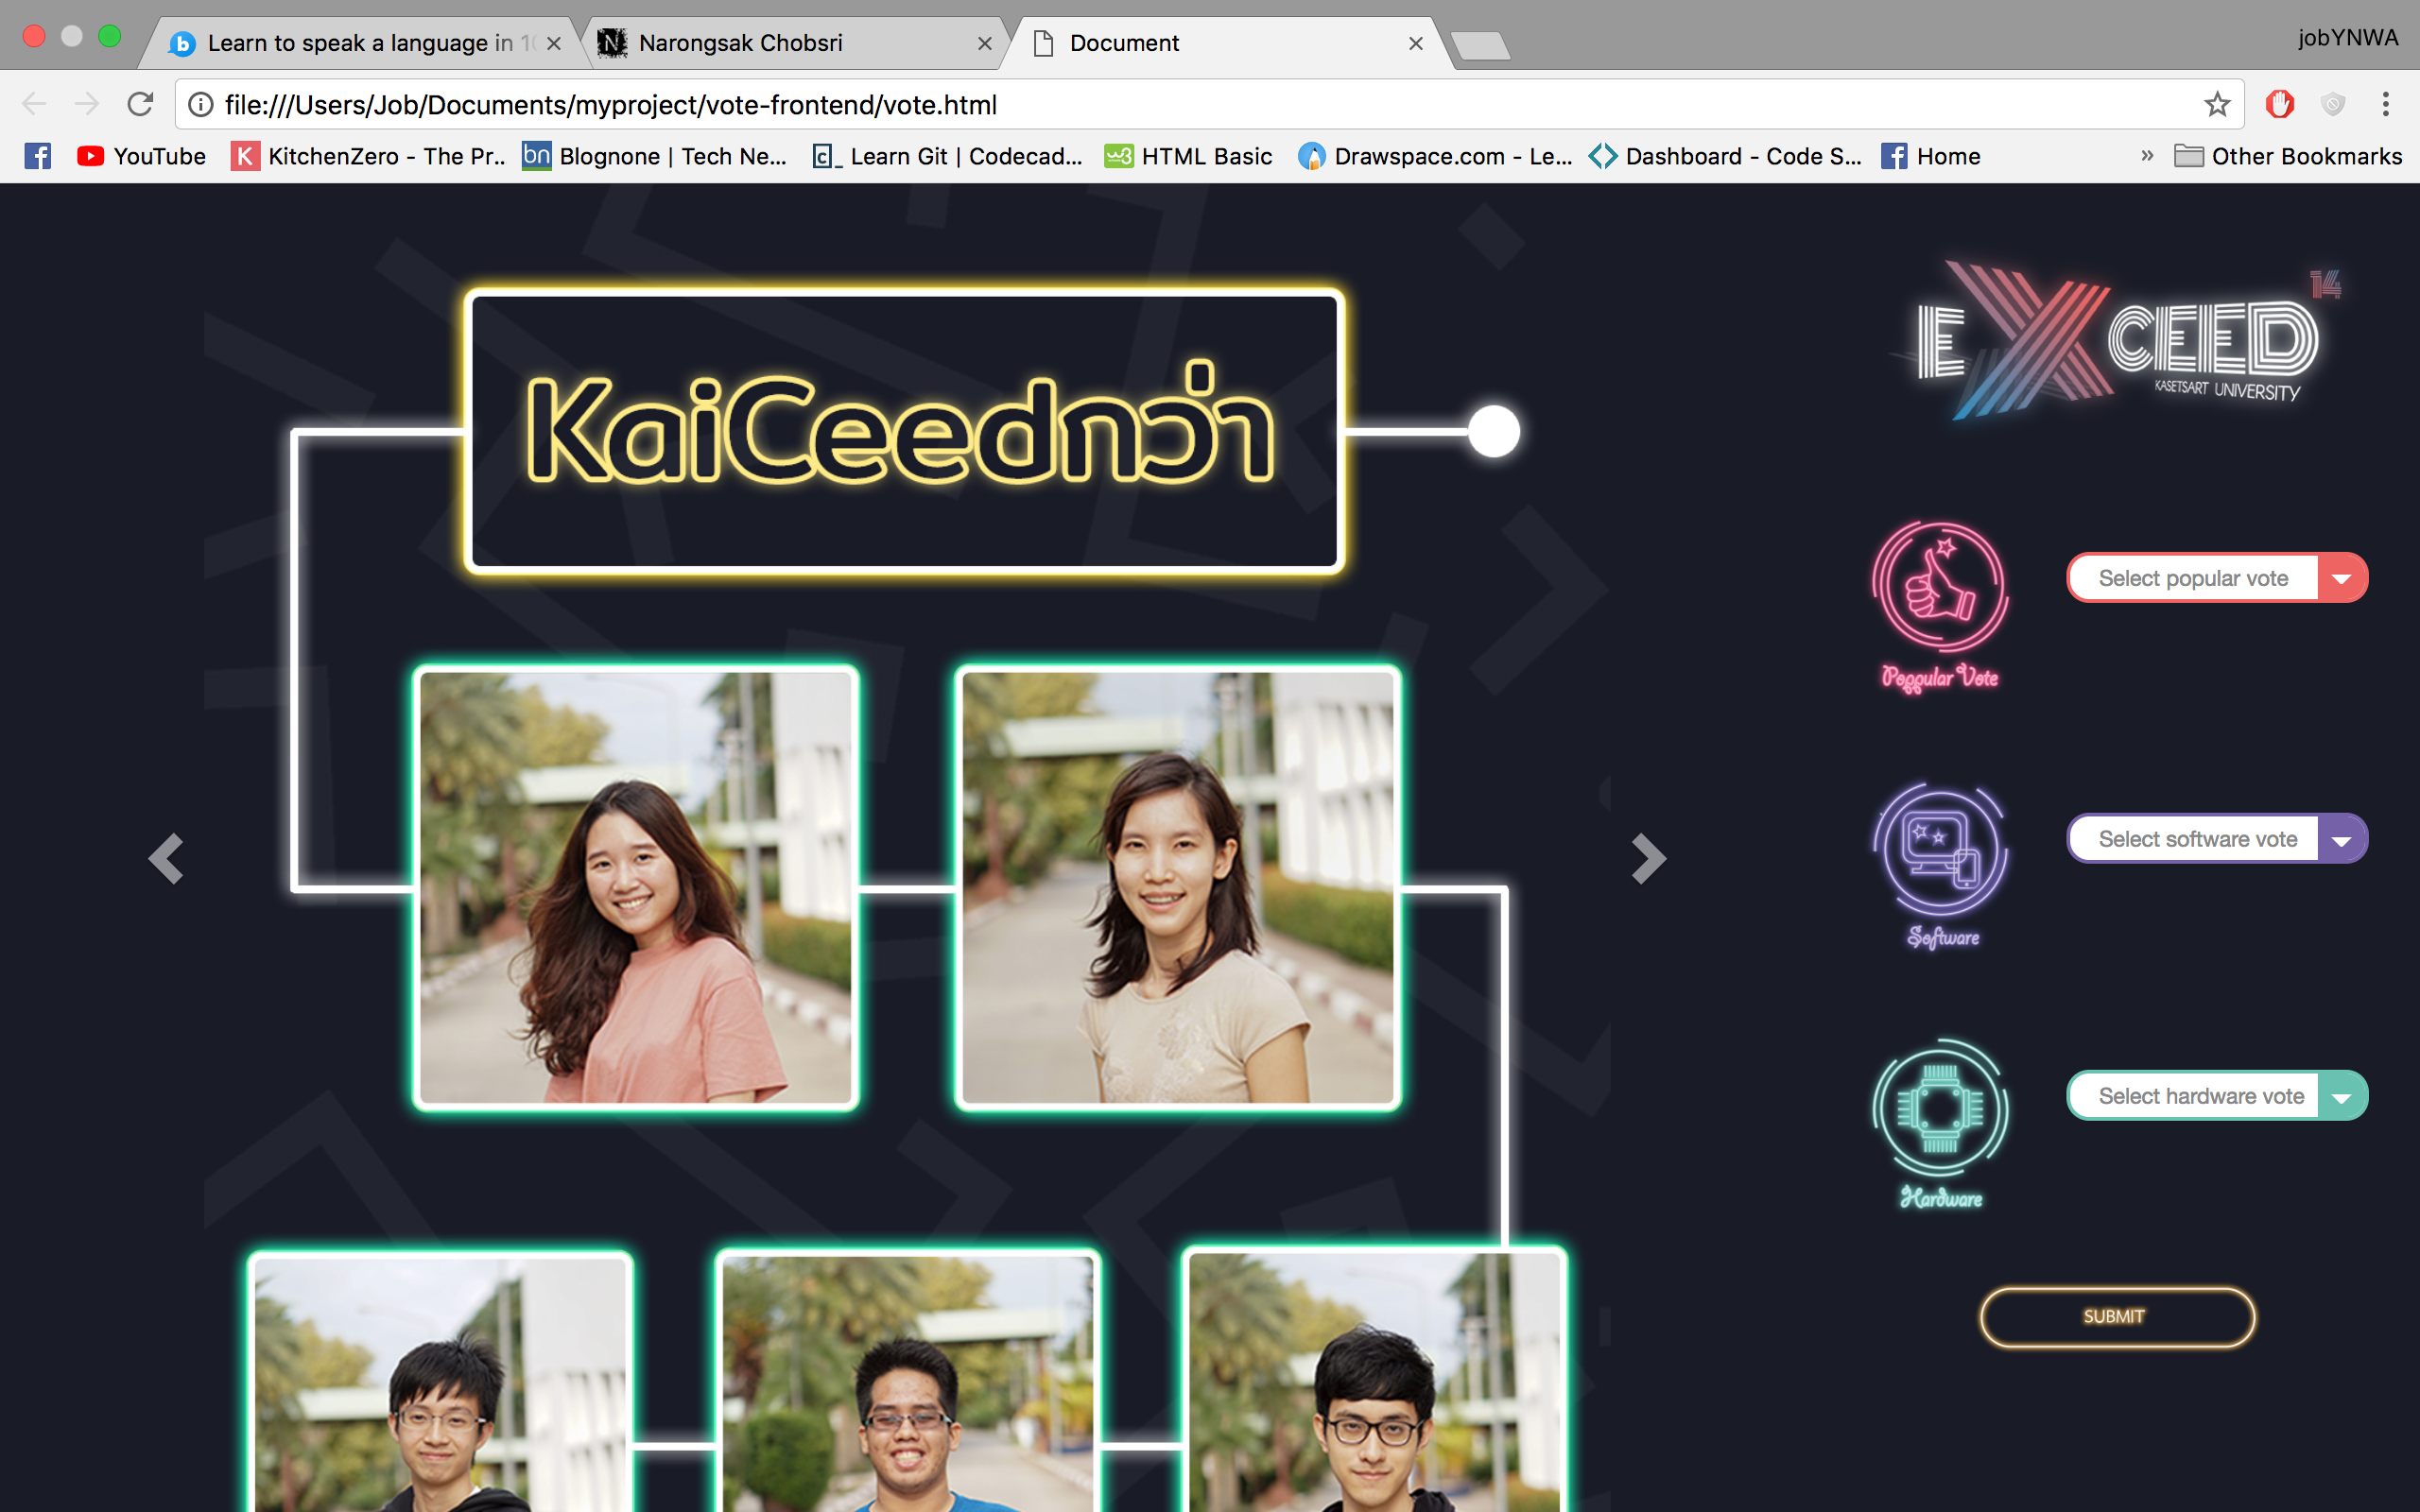 Learn to speak a language in 10
Narongsak Chobsri
Document
jobYNWA
file:///Users/Job/Documents/myproject/vote-frontend/vote.html
YouTube
KitchenZero - The Pr...
Blognone | Tech Ne...
Learn Git | Codecad...
HTML Basic
Drawspace.com - Le...
Dashboard - Code S...
Home
»
Other Bookmarks
14
EXCEED
KASETSART UNIVERSITY
KaiCeedกว่า
Select popular vote
Poppular Vote
Select software vote
Software
Select hardware vote
Hardware
SUBMIT